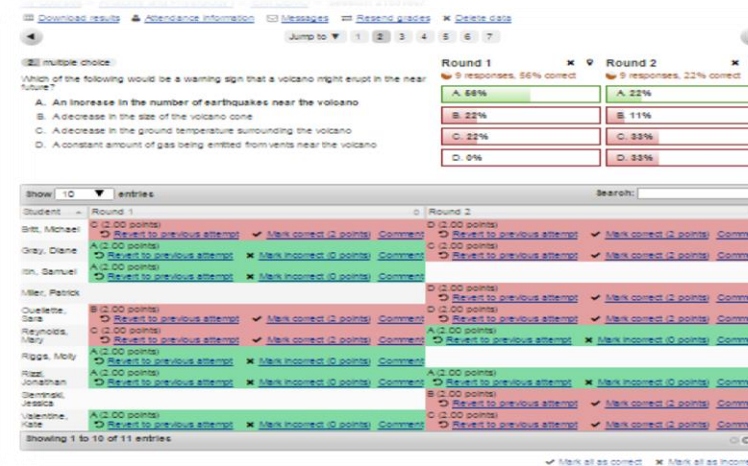 Download results Attendance information Messages Resend grades Delete data
Jump to ▼ 1 2 3 4 5 6 7
2. multiple choice
Which of the following would be a warning sign that a volcano might erupt in the near future?
A. An increase in the number of earthquakes near the volcano
B. A decrease in the size of the volcano cone
C. A decrease in the ground temperature surrounding the volcano
D. A constant amount of gas being emitted from vents near the volcano
Round 1
9 responses, 56% correct
A. 56%
B. 22%
C. 22%
D. 0%
Round 2
9 responses, 22% correct
A. 22%
B. 11%
C. 33%
D. 33%
Show 10 ▼ entries Search:
Student Round 1 Round 2
Britt, Michael C (2.00 points) Revert to previous attempt Mark correct (2 points) Comment D (2.00 points) Revert to previous attempt Mark correct (2 points) Comm
Gray, Diane A (2.00 points) Revert to previous attempt Mark incorrect (0 points) Comment C (2.00 points) Revert to previous attempt Mark correct (2 points) Comm
Samuel A (2.00 points) Revert to previous attempt Mark incorrect (0 points) Comment
Miller, Patrick D (2.00 points) Revert to previous attempt Mark correct (2 points) Comm
Ouellette, Sara B (2.00 points) Revert to previous attempt Mark correct (2 points) Comment D (2.00 points) Revert to previous attempt Mark correct (2 points) Comm
Reynolds, Mary C (2.00 points) Revert to previous attempt Mark correct (2 points) Comment A (2.00 points) Revert to previous attempt Mark incorrect (0 points) Comm
Riggs, Molly A (2.00 points) Revert to previous attempt Mark incorrect (0 points) Comment
Rizzi, Jonathan A (2.00 points) Revert to previous attempt Mark incorrect (0 points) Comment A (2.00 points) Revert to previous attempt Mark incorrect (0 points) Comm
Sieminski, Jessica B (2.00 points) Revert to previous attempt Mark correct (2 points) Comm
Valentine, Kate A (2.00 points) Revert to previous attempt Mark incorrect (0 points) Comment C (2.00 points) Revert to previous attempt Mark correct (2 points) Comm
Showing 1 to 10 of 11 entries
Mark all as correct Mark all as incorre